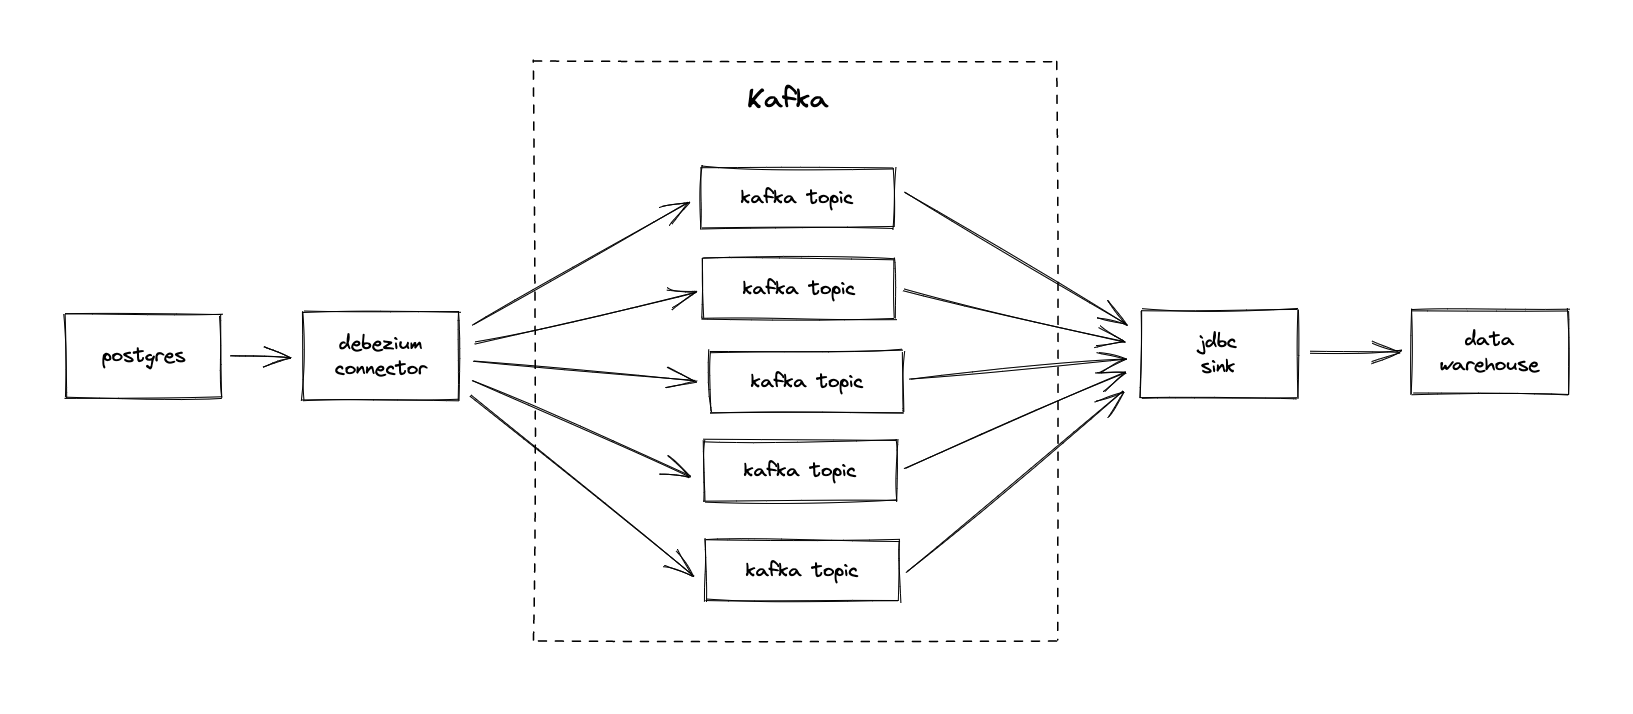 Kafka
postgres
debezium
connector
kafka topic
kafka topic
kafka topic
kafka topic
kafka topic
jdbc
sink
data
warehouse